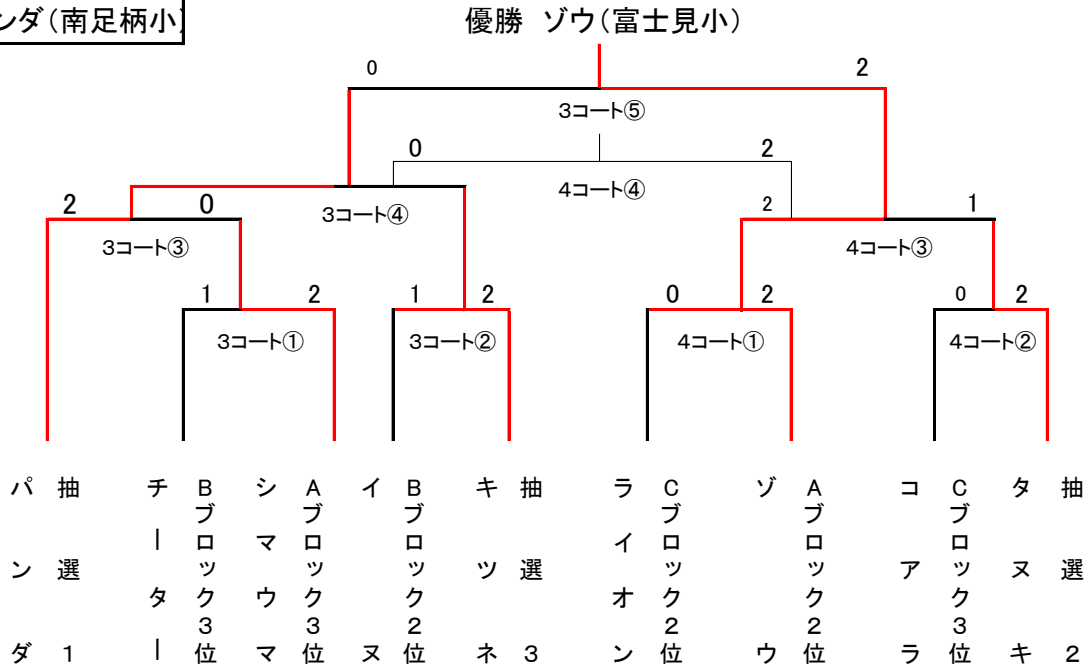 ンダ(南足柄小)
優勝 ゾウ(富士見小)
0 2
3コート⑤
0 2
4コート④
2 0
3コート④
2 1
3コート③
4コート③
1 2
1 2
0 2
0 2
3コート①
3コート②
4コート①
4コート②
パンダ
抽選1
チーター
Bブロック3位
シマウマ
Aブロック3位
イヌ
Bブロック2位
キツネ
抽選3
ライオン
Cブロック2位
ゾウ
Aブロック2位
コアラ
Cブロック3位
タヌキ
抽選2